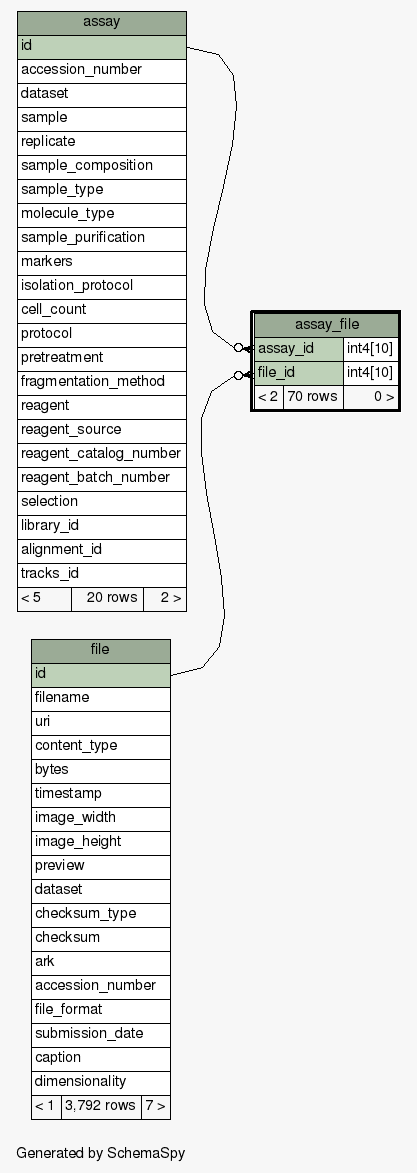 assay
id
accession_number
dataset
sample
replicate
sample_composition
sample_type
molecule_type
sample_purification
markers
isolation_protocol
cell_count
protocol
pretreatment
fragmentation_method
reagent
reagent_source
reagent_catalog_number
reagent_batch_number
selection
library_id
alignment_id
tracks_id
< 5 20 rows 2 >
assay_file
assay_id int4[10]
file_id int4[10]
< 2 70 rows 0 >
file
id
filename
uri
content_type
bytes
timestamp
image_width
image_height
preview
dataset
checksum_type
checksum
ark
accession_number
file_format
submission_date
caption
dimensionality
< 1 3,792 rows 7 >
Generated by SchemaSpy